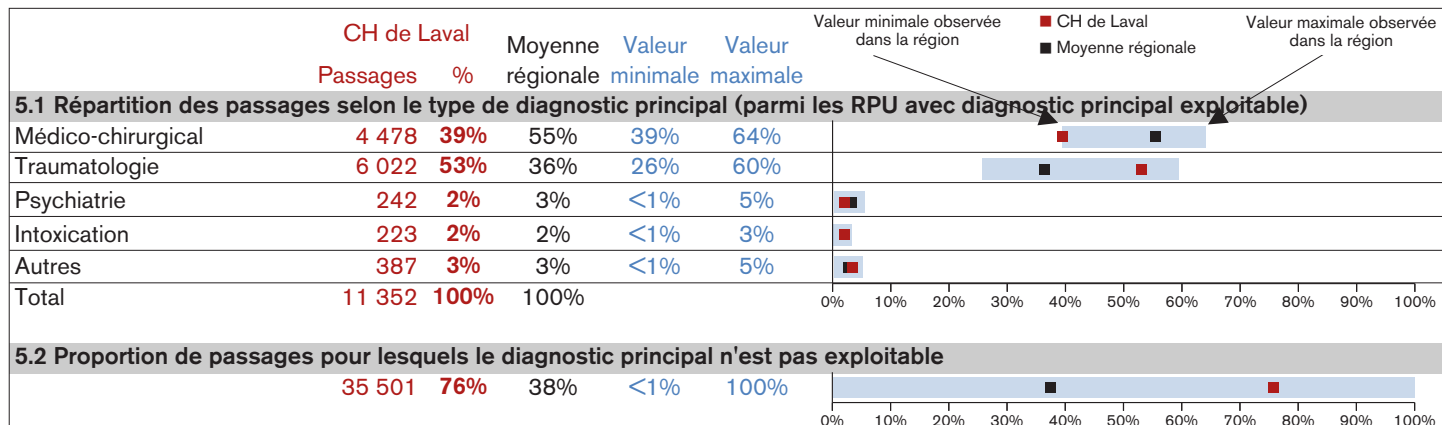 CH de Laval
Passages % Moyenne régionale Valeur minimale Valeur maximale
Valeur minimale observée dans la région
CH de Laval
Moyenne régionale
Valeur maximale observée dans la région
5.1 Répartition des passages selon le type de diagnostic principal (parmi les RPU avec diagnostic principal exploitable)
Médico-chirurgical 4 478 39% 55% 39% 64%
Traumatologie 6 022 53% 36% 26% 60%
Psychiatrie 242 2% 3% <1% 5%
Intoxication 223 2% 2% <1% 3%
Autres 387 3% 3% <1% 5%
Total 11 352 100% 100%
0% 10% 20% 30% 40% 50% 60% 70% 80% 90% 100%
5.2 Proportion de passages pour lesquels le diagnostic principal n'est pas exploitable
35 501 76% 38% <1% 100%
0% 10% 20% 30% 40% 50% 60% 70% 80% 90% 100%